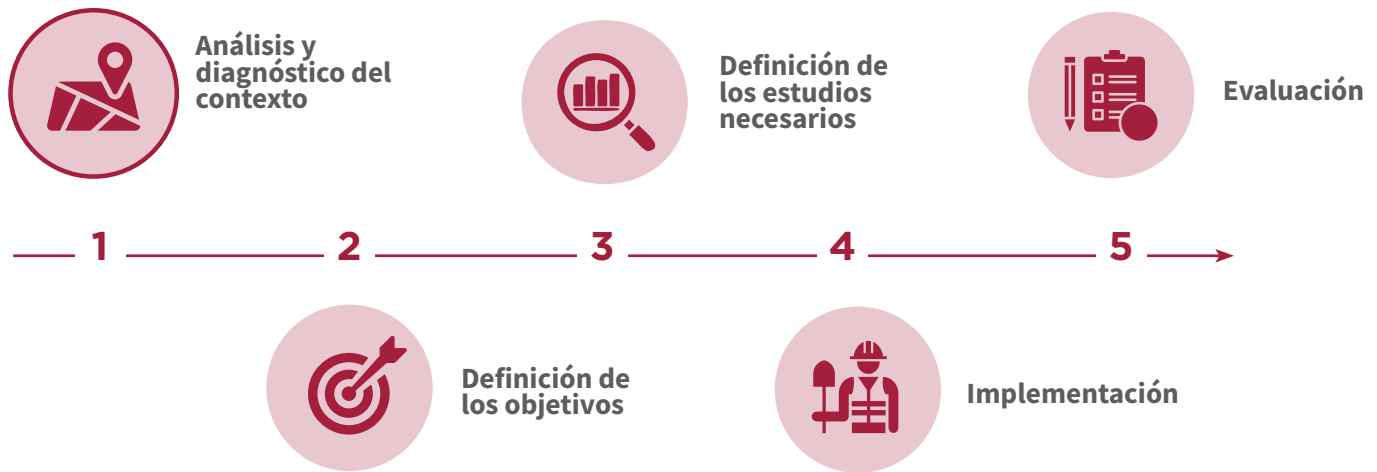 Análisis y
diagnóstico del
contexto
Definición de
los estudios
necesarios
Evaluación
1
2
3
4
5
Definición de
los objetivos
Implementación